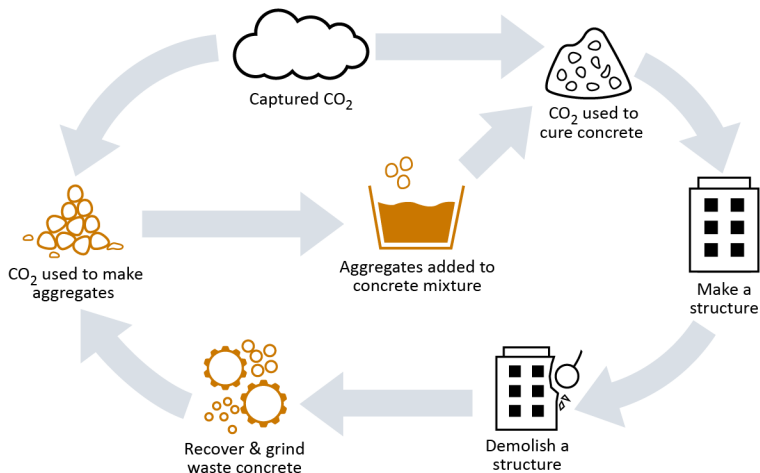 Captured CO₂
CO₂ used to
cure concrete
CO₂ used to make
aggregates
Aggregates added to
concrete mixture
Make a
structure
Recover & grind
waste concrete
Demolish a
structure